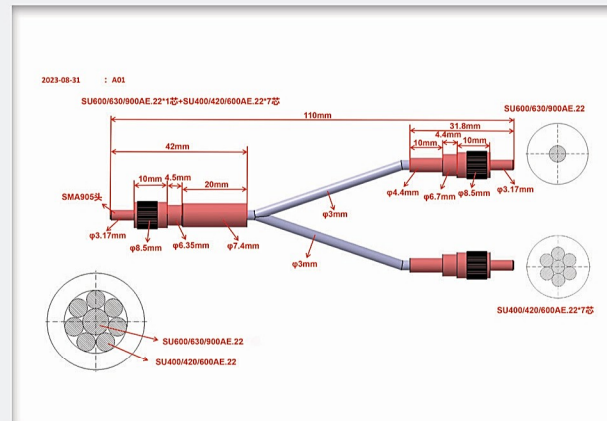 2023-08-31 : A01
SU600/630/900AE.22*1芯+SU400/420/600AE.22*7芯
SU600/630/900AE.22
110mm
31.8mm
4.4mm
10mm 10mm
42mm
10mm 4.5mm
20mm
SMA905头
φ4.4mm
φ6.7mm
φ8.5mm
φ3.17mm
φ3mm
φ3.17mm
φ8.5mm
φ6.35mm
φ7.4mm
φ3mm
SU400/420/600AE.22*7芯
SU600/630/900AE.22
SU400/420/600AE.22